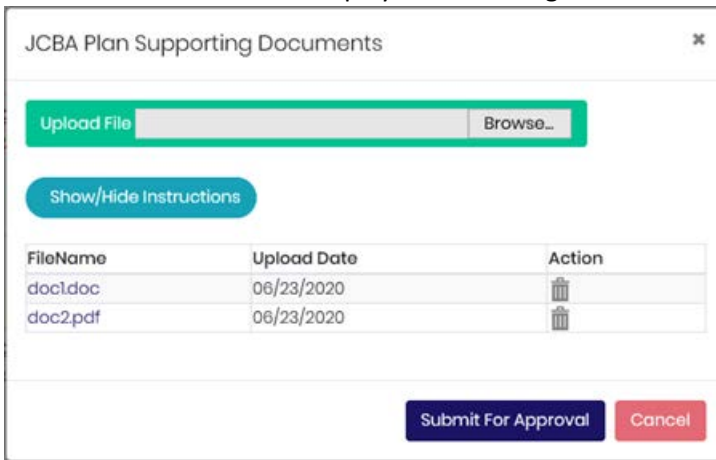 JCBA Plan Supporting Documents
Upload File Browse...
Show/Hide Instructions
FileName Upload Date Action
doc1.doc 06/23/2020
doc2.pdf 06/23/2020
Submit For Approval Cancel